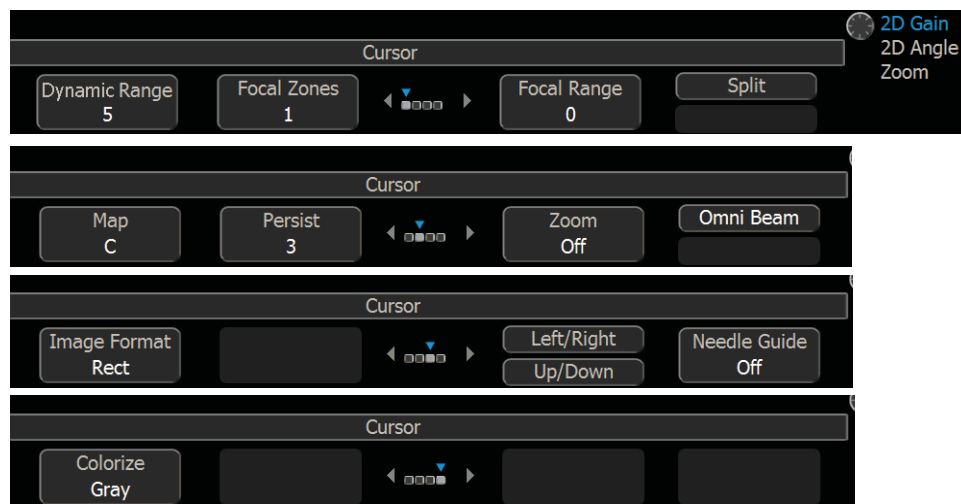 2D Gain
2D Angle
Zoom
Cursor
Dynamic Range
5
Focal Zones
1
Focal Range
0
Split
Cursor
Map
C
Persist
3
Zoom
Off
Omni Beam
Cursor
Image Format
Rect
Left/Right
Up/Down
Needle Guide
Off
Cursor
Colorize
Gray